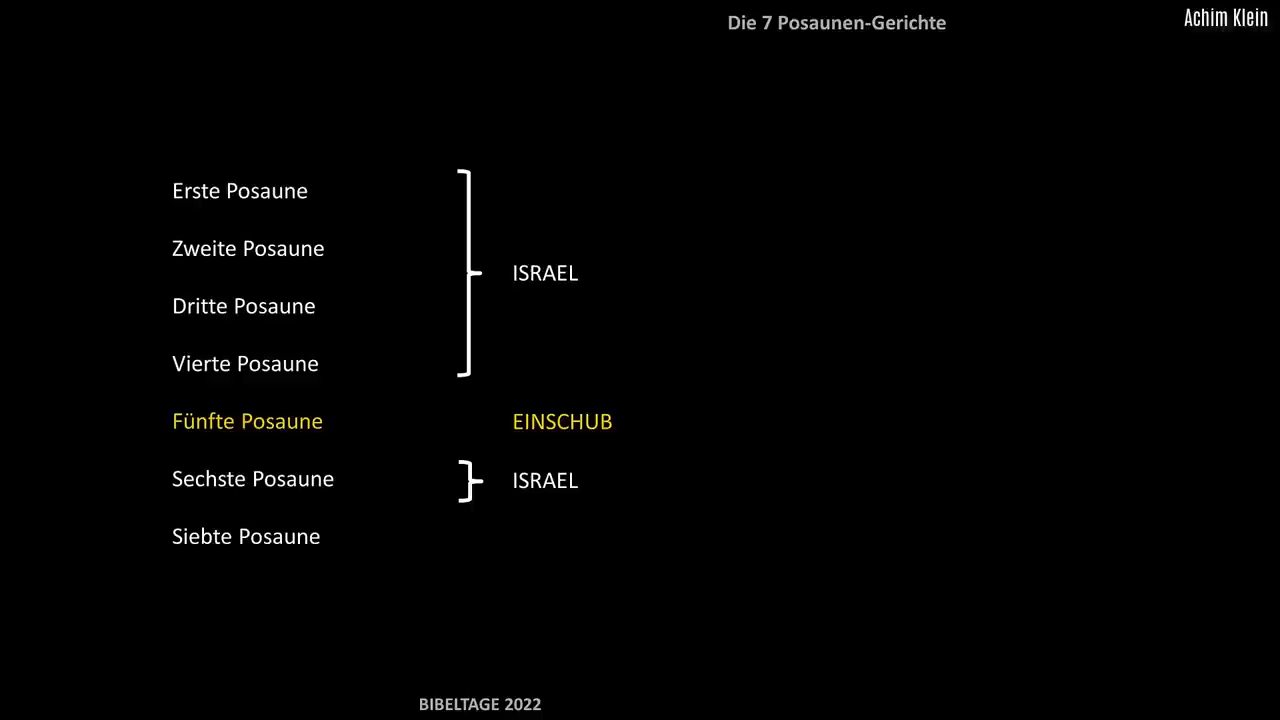 Die 7 Posaunen-Gerichte
Achim Klein
Erste Posaune
Zweite Posaune
ISRAEL
Dritte Posaune
Vierte Posaune
Fünfte Posaune
EINSCHUB
Sechste Posaune
ISRAEL
Siebte Posaune
BIBELTAGE 2022